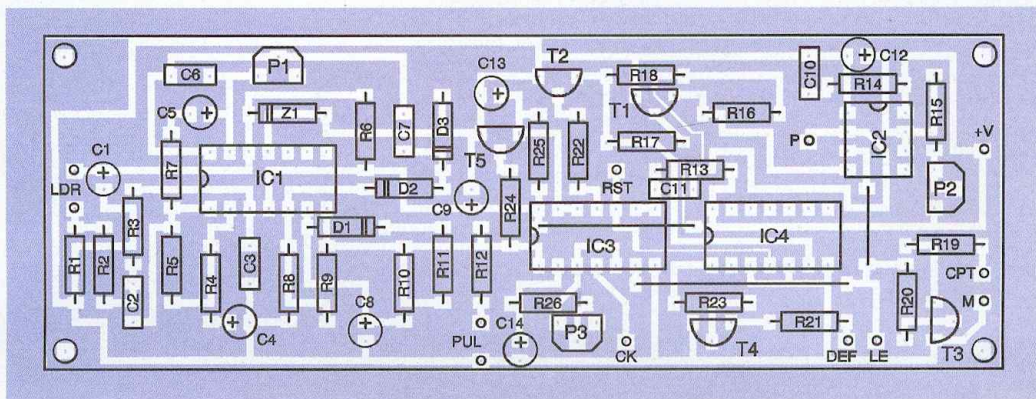 C6
P1
C5
Z1
R6
C7
D3
C13
T2
R18
T1
R16
R17
C10
C12
R14
R15
IC2
+V
P
P2
C1
LDR
R7
IC1
D2
T5
C9
R25
R22
RST
R13
C11
R24
R3
D1
IC3
IC4
R1
R2
R5
R4
C3
R8
R9
R10
R11
R12
R19
CPT
M
C2
C4
C8
PUL
C14
R26
P3
CK
R23
T4
R21
DEF
LE
R20
T3